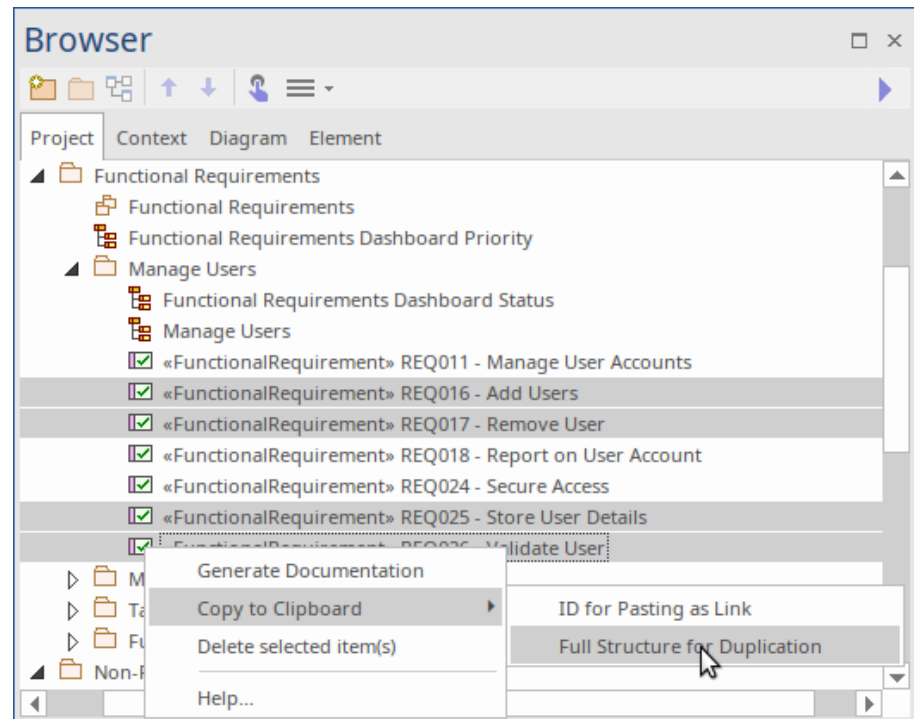 Browser
Project Context Diagram Element
Functional Requirements
Functional Requirements
Functional Requirements Dashboard Priority
Manage Users
Functional Requirements Dashboard Status
Manage Users
«FunctionalRequirement» REQ011 - Manage User Accounts
«FunctionalRequirement» REQ016 - Add Users
«FunctionalRequirement» REQ017 - Remove User
«FunctionalRequirement» REQ018 - Report on User Account
«FunctionalRequirement» REQ024 - Secure Access
«FunctionalRequirement» REQ025 - Store User Details
«FunctionalRequirement» REQ026 - Validate User
Generate Documentation
Copy to Clipboard
ID for Pasting as Link
Delete selected item(s)
Full Structure for Duplication
Help...